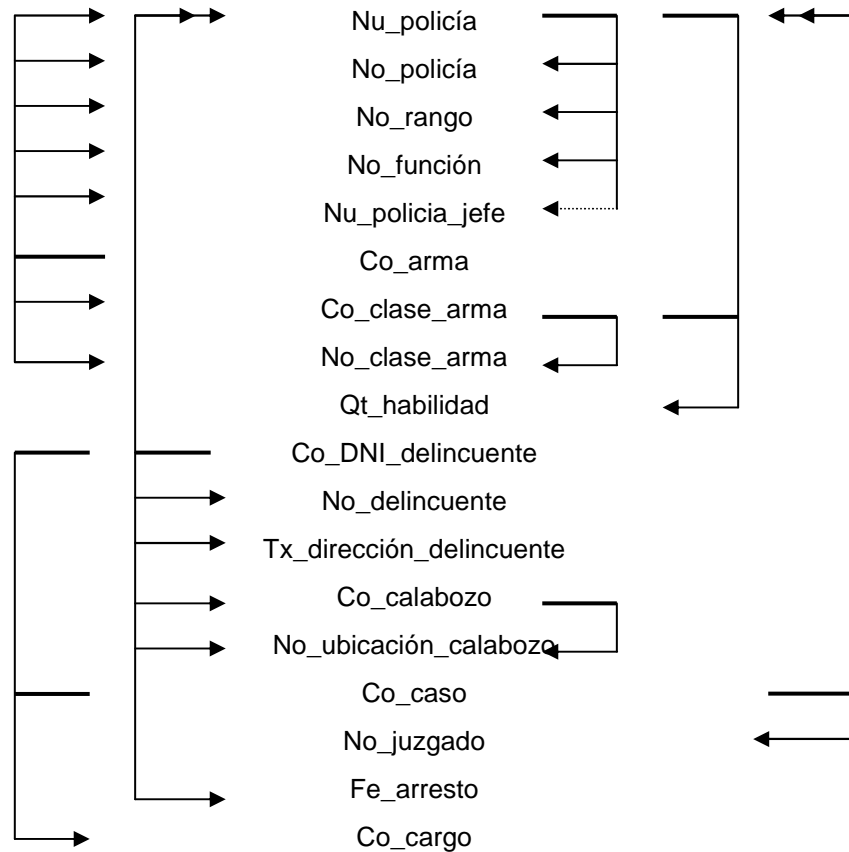 Nu_policía
No_policía
No_rango
No_función
Nu_policia_jefe
Co_arma
Co_clase_arma
No_clase_arma
Qt_habilidad
Co_DNI_delincuente
No_delincuente
Tx_dirección_delincuente
Co_calabozo
No_ubicación_calabozo
Co_caso
No_juzgado
Fe_arresto
Co_cargo